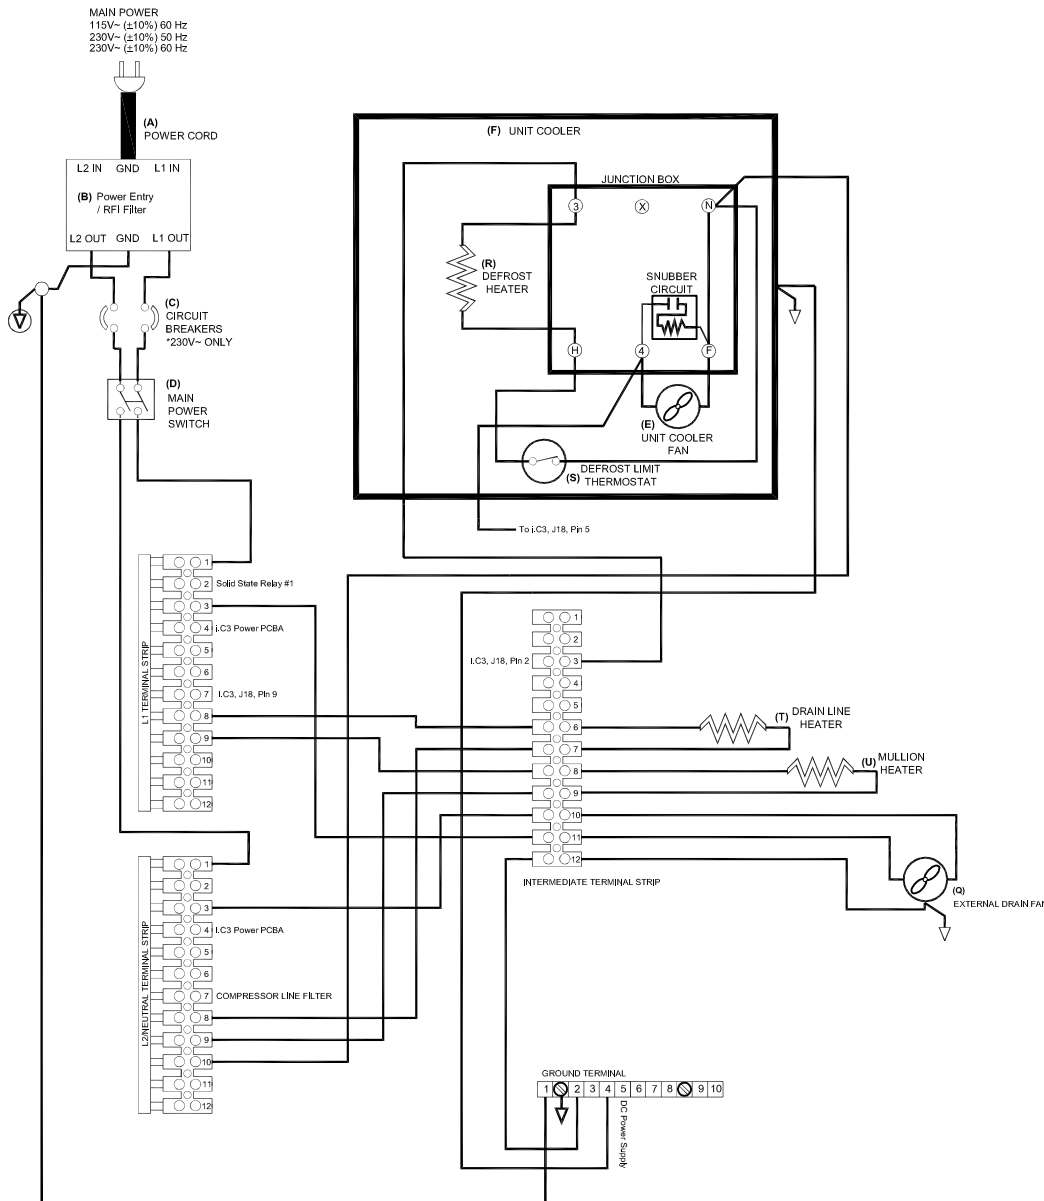 MAIN POWER
115V~ (±10%) 60 Hz
230V~ (±10%) 50 Hz
230V~ (±10%) 60 Hz
(A)
POWER CORD
L2 IN GND L1 IN
(B) Power Entry
/ RFI Filter
L2 OUT GND L1 OUT
(C)
CIRCUIT
BREAKERS
*230V~ ONLY
(D)
MAIN
POWER
SWITCH
(F) UNIT COOLER
JUNCTION BOX
3 X N
(R)
DEFROST
HEATER
SNUBBER
CIRCUIT
H 4 F
(E)
UNIT COOLER
FAN
(S) DEFROST LIMIT
THERMOSTAT
To i.C3, J18, Pin 5
L1 TERMINAL STRIP
1
2 Solid State Relay #1
3
4 i.C3 Power PCBA
5
6
7 I.C3, J18, Pin 9
8
9
10
11
12
L2/NEUTRAL TERMINAL STRIP
1
2
3
4 I.C3 Power PCBA
5
6
7 COMPRESSOR LINE FILTER
8
9
10
11
12
1
2
I.C3, J18, Pin 2 3
4
5
6
7
8
9
10
11
12
INTERMEDIATE TERMINAL STRIP
(T) DRAIN LINE
HEATER
(U) MULLION
HEATER
(Q)
EXTERNAL DRAIN FAN
GROUND TERMINAL
1 2 3 4 5 6 7 8 9 10
DC Power Supply